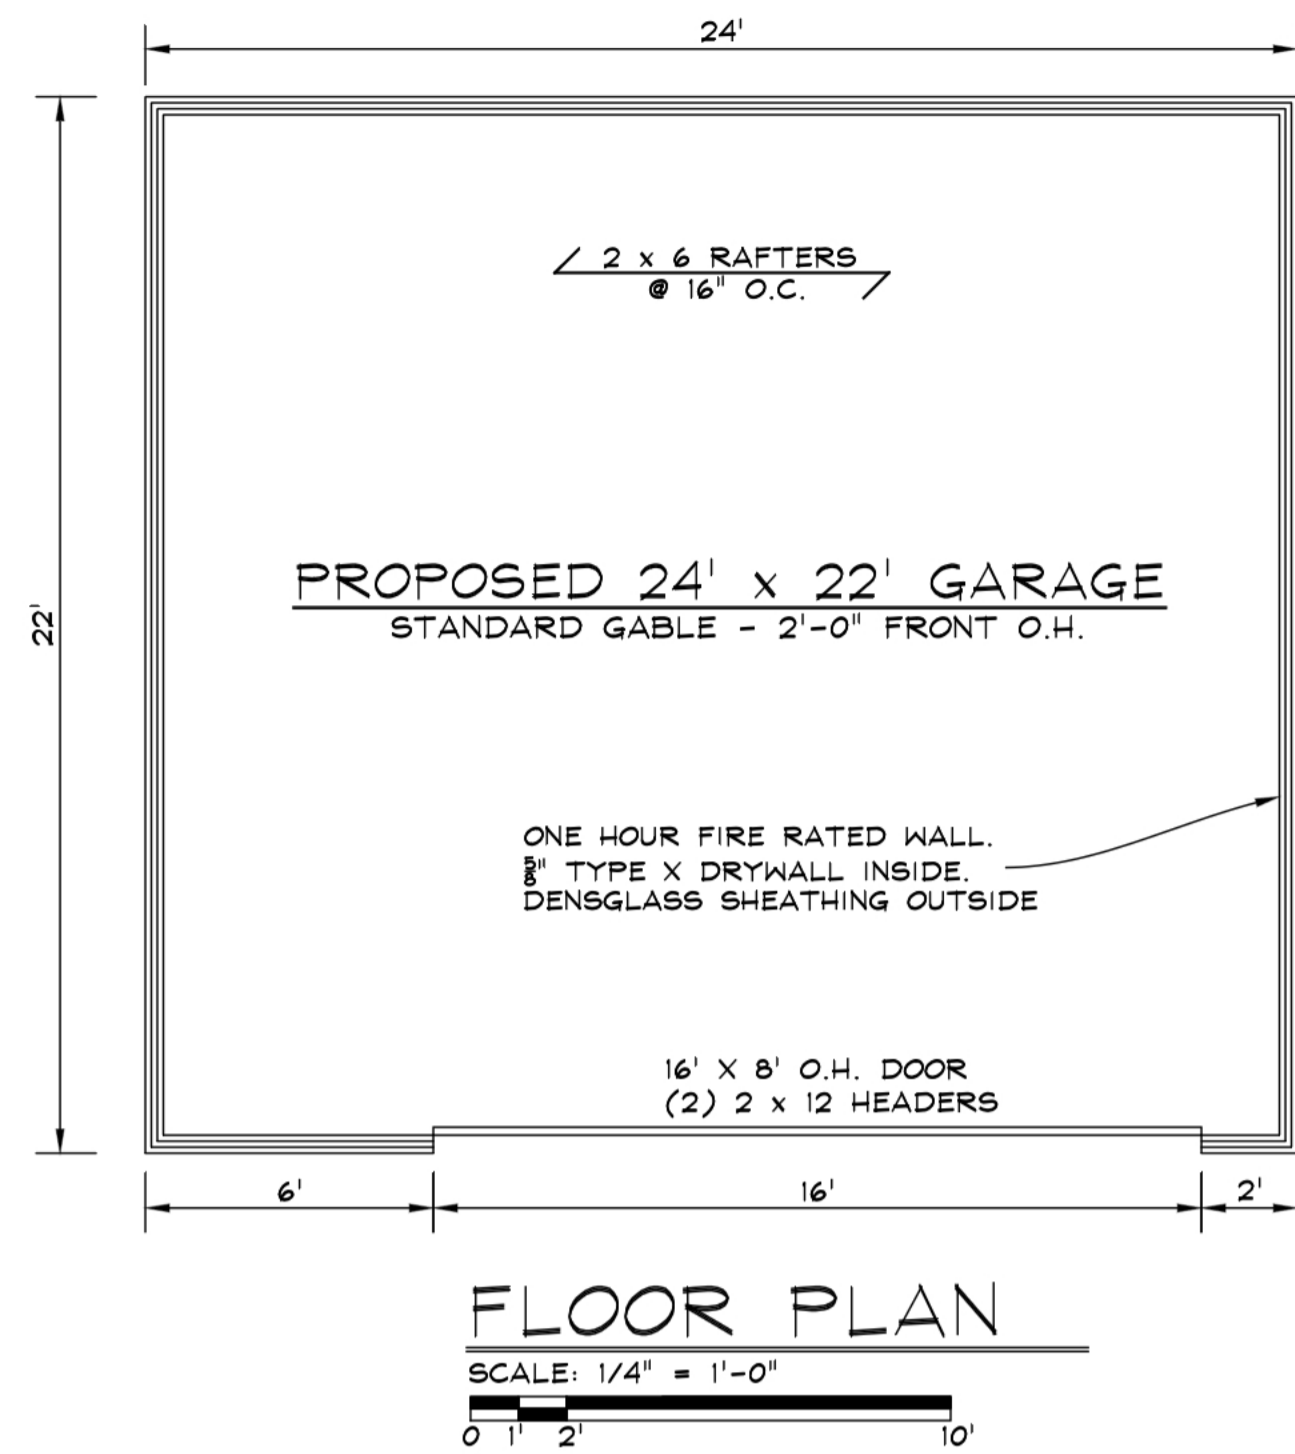 24'
2 x 6 RAFTERS
@ 16" O.C.
PROPOSED 24' x 22' GARAGE
STANDARD GABLE - 2'-0" FRONT O.H.
22'
ONE HOUR FIRE RATED WALL.
5/8" TYPE X DRYWALL INSIDE.
DENSGLASS SHEATHING OUTSIDE
16' X 8' O.H. DOOR
(2) 2 x 12 HEADERS
6'
16'
2'
FLOOR PLAN
SCALE: 1/4" = 1'-0"
0 1' 2' 10'